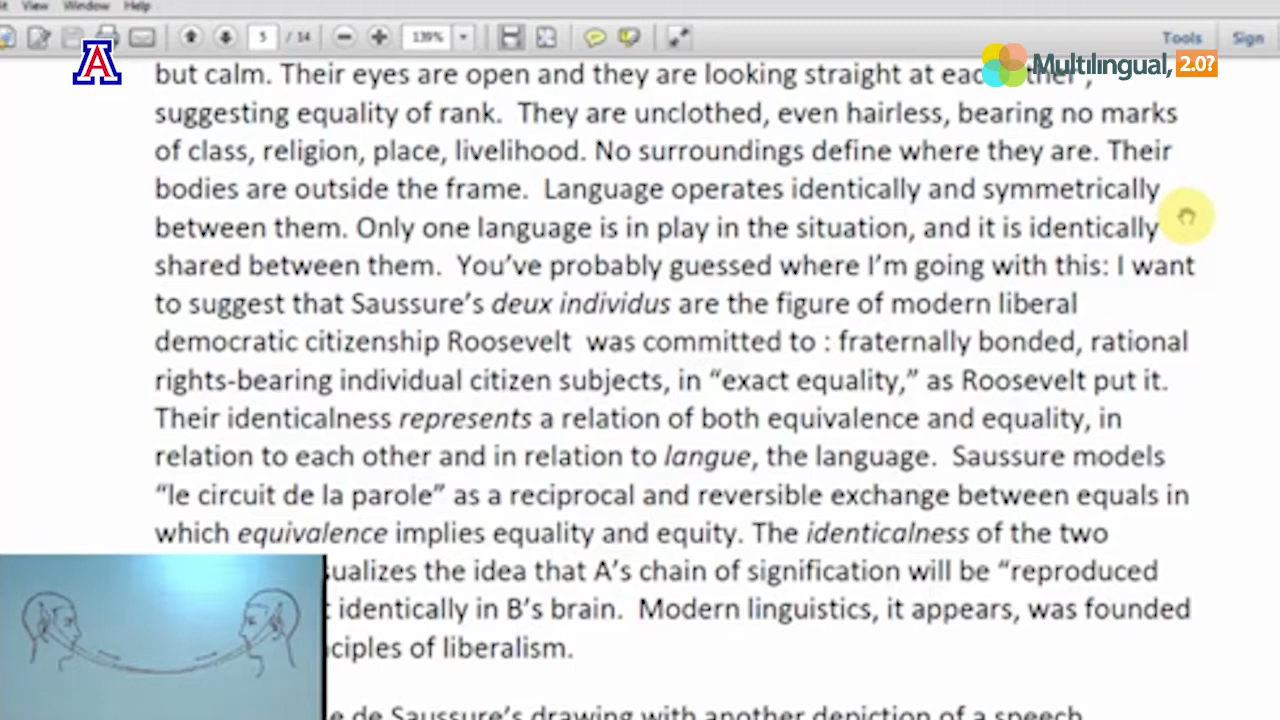 View Window Help
5 / 14 139% Tools Sign
A Multilingual, 2.0?
but calm. Their eyes are open and they are looking straight at each other ,
suggesting equality of rank.  They are unclothed, even hairless, bearing no marks
of class, religion, place, livelihood. No surroundings define where they are. Their
bodies are outside the frame.  Language operates identically and symmetrically
between them. Only one language is in play in the situation, and it is identically
shared between them.  You’ve probably guessed where I’m going with this: I want
to suggest that Saussure’s deux individus are the figure of modern liberal
democratic citizenship Roosevelt  was committed to : fraternally bonded, rational
rights-bearing individual citizen subjects, in “exact equality,” as Roosevelt put it.
Their identicalness represents a relation of both equivalence and equality, in
relation to each other and in relation to langue, the language.  Saussure models
“le circuit de la parole” as a reciprocal and reversible exchange between equals in
which equivalence implies equality and equity. The identicalness of the two
ualizes the idea that A’s chain of signification will be “reproduced
identically in B’s brain.  Modern linguistics, it appears, was founded
ciples of liberalism.
e de Saussure’s drawing with another depiction of a speech